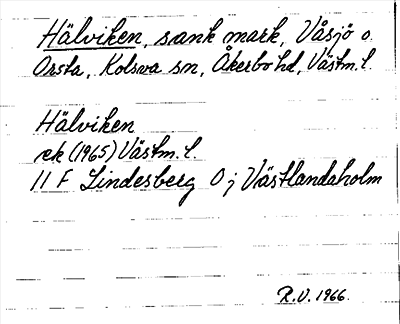 Hälviken, sank mark, Våsjö o.
Orsta, Kolsva sn, Åkerbo hd, Västm. l.
Hälviken
ek (1965) Västm. l.
11 F Lindesberg O j Västlandaholm
R.V. 1966.